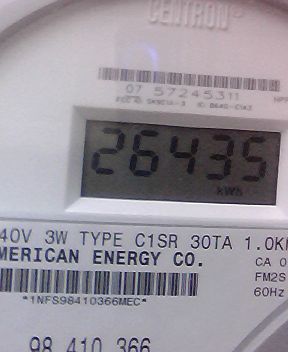 CENTRON
07 57245311
26435
kWh
40V 3W TYPE C1SR 30TA 1.0K
MERICAN ENERGY CO.
CA 0
*1NFS98410366MEC*
FM2S
60Hz
98 410 366